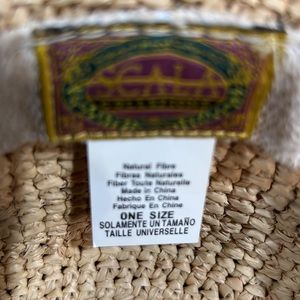 Natural Fibre
Fibras Naturales
Fiber Toute Naturelle
Made in China
Hecho En China
Fabrique En China
ONE SIZE
SOLAMENTE UN TAMAÑO
TAILLE UNIVERSELLE